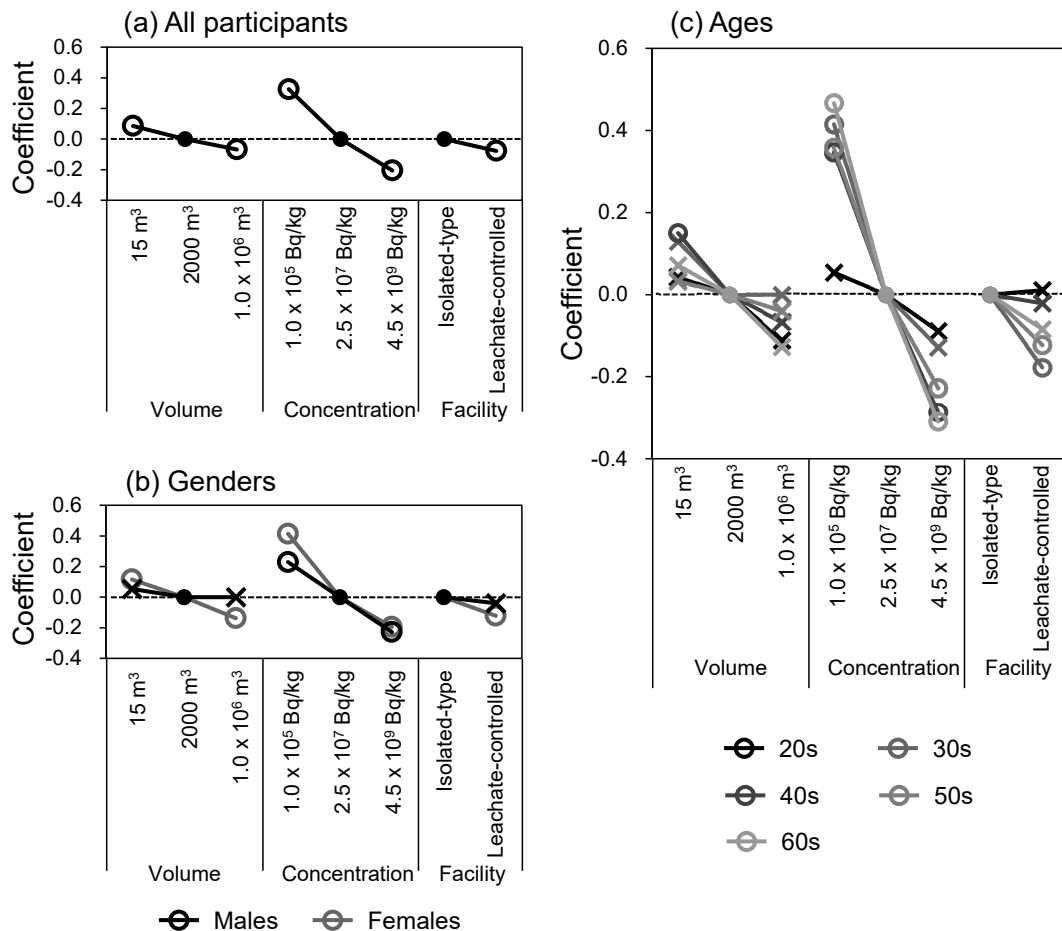 (a) All participants
Coefficient
0.6
0.4
0.2
0.0
-0.2
-0.4
15 m³
2000 m³
1.0 x 10⁶ m³
1.0 x 10⁵ Bq/kg
2.5 x 10⁷ Bq/kg
4.5 x 10⁹ Bq/kg
Isolated-type
Leachate-controlled
Volume
Concentration
Facility
(b) Genders
Coefficient
0.6
0.4
0.2
0.0
-0.2
-0.4
15 m³
2000 m³
1.0 x 10⁶ m³
1.0 x 10⁵ Bq/kg
2.5 x 10⁷ Bq/kg
4.5 x 10⁹ Bq/kg
Isolated-type
Leachate-controlled
Volume
Concentration
Facility
Males
Females
(c) Ages
Coefficient
0.6
0.4
0.2
0.0
-0.2
-0.4
15 m³
2000 m³
1.0 x 10⁶ m³
1.0 x 10⁵ Bq/kg
2.5 x 10⁷ Bq/kg
4.5 x 10⁹ Bq/kg
Isolated-type
Leachate-controlled
Volume
Concentration
Facility
20s
30s
40s
50s
60s